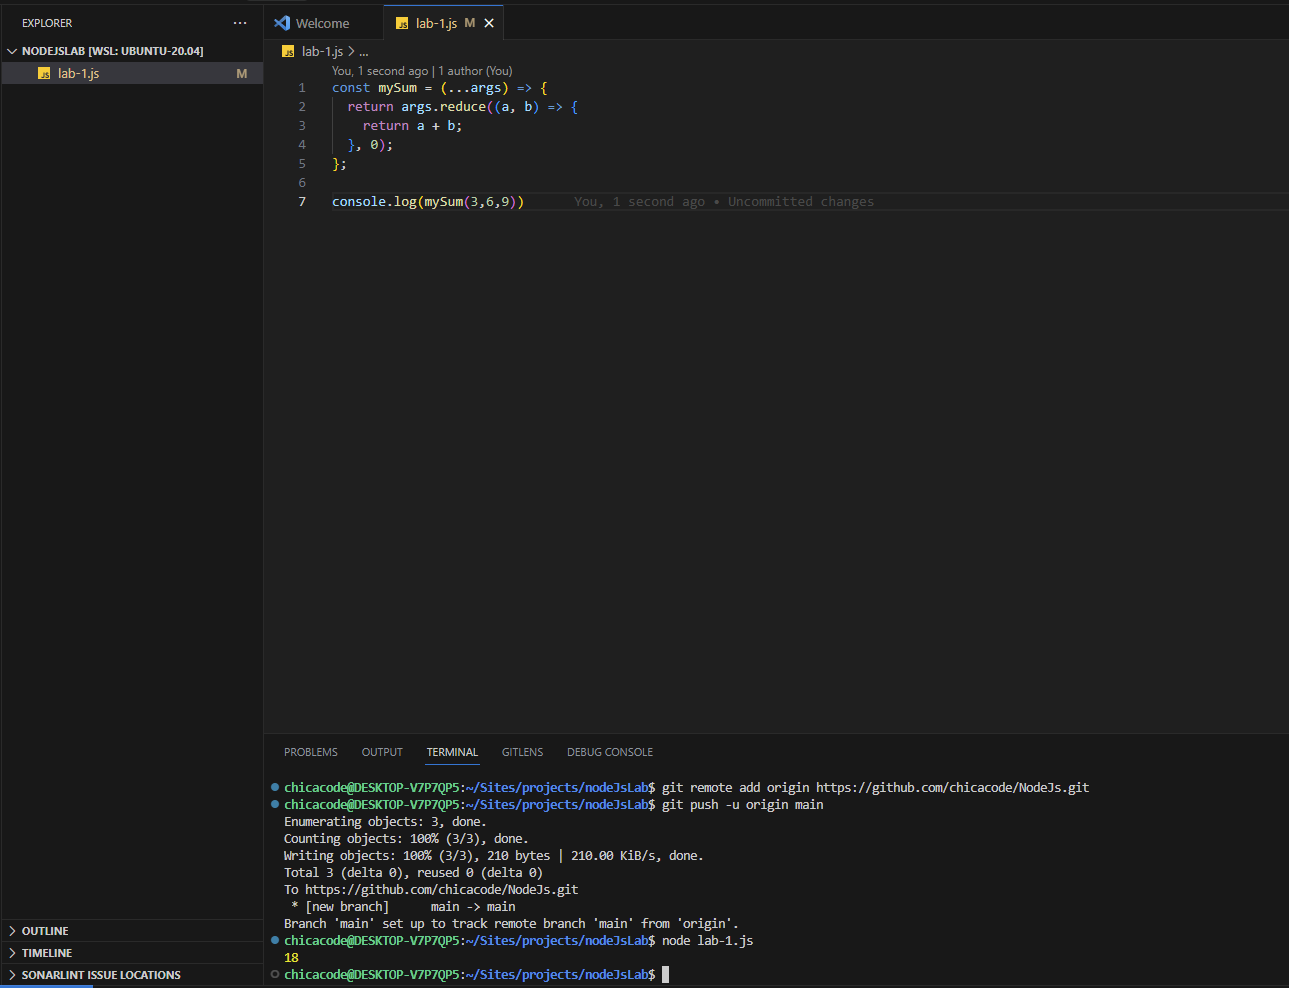 EXPLORER ...
NODEJSLAB [WSL: UBUNTU-20.04]
JS lab-1.js M
Welcome
JS lab-1.js M
JS lab-1.js > ...
You, 1 second ago | 1 author (You)
1 const mySum = (...args) => {
2 return args.reduce((a, b) => {
3 return a + b;
4 }, 0);
5 };
6
7 console.log(mySum(3,6,9)) You, 1 second ago • Uncommitted changes
PROBLEMS OUTPUT TERMINAL GITLENS DEBUG CONSOLE
chicacode@DESKTOP-V7P7QP5:~/Sites/projects/nodeJsLab$ git remote add origin https://github.com/chicacode/NodeJs.git
chicacode@DESKTOP-V7P7QP5:~/Sites/projects/nodeJsLab$ git push -u origin main
Enumerating objects: 3, done.
Counting objects: 100% (3/3), done.
Writing objects: 100% (3/3), 210 bytes | 210.00 KiB/s, done.
Total 3 (delta 0), reused 0 (delta 0)
To https://github.com/chicacode/NodeJs.git
* [new branch] main -> main
Branch 'main' set up to track remote branch 'main' from 'origin'.
chicacode@DESKTOP-V7P7QP5:~/Sites/projects/nodeJsLab$ node lab-1.js
18
chicacode@DESKTOP-V7P7QP5:~/Sites/projects/nodeJsLab$
OUTLINE
TIMELINE
SONARLINT ISSUE LOCATIONS